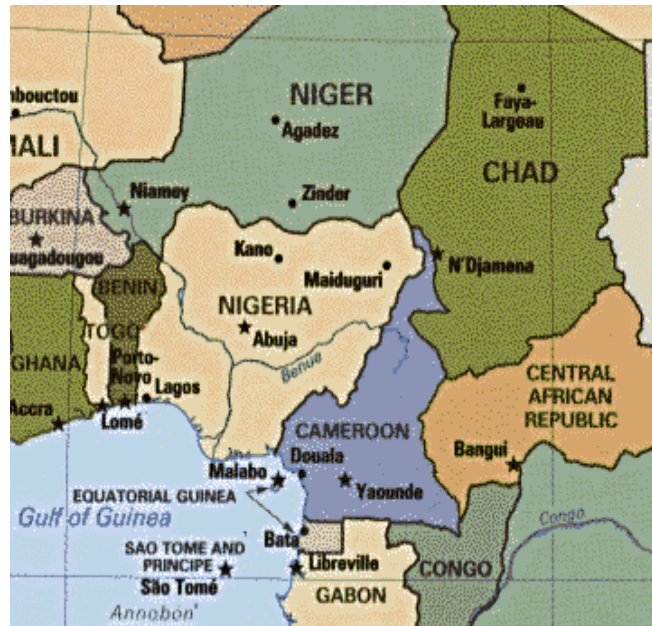 NIGER
Faya-
Largeau
mbouctou
Agadez
MALI
CHAD
Niamey
Zinder
BURKINA
uagadougou
Kano
Maiduguri
N'Djamena
BENIN
NIGERIA
TOGO
Abuja
GHANA
Porto-
Novo
Benue
CENTRAL
AFRICAN
REPUBLIC
Lagos
Accra
Lomé
CAMEROON
Bangui
Douala
Malabo
Yaounde
EQUATORIAL GUINEA
Gulf of Guinea
Congo
Bata
SAO TOME AND
PRINCIPE
Libreville
São Tomé
CONGO
GABON
Annobón